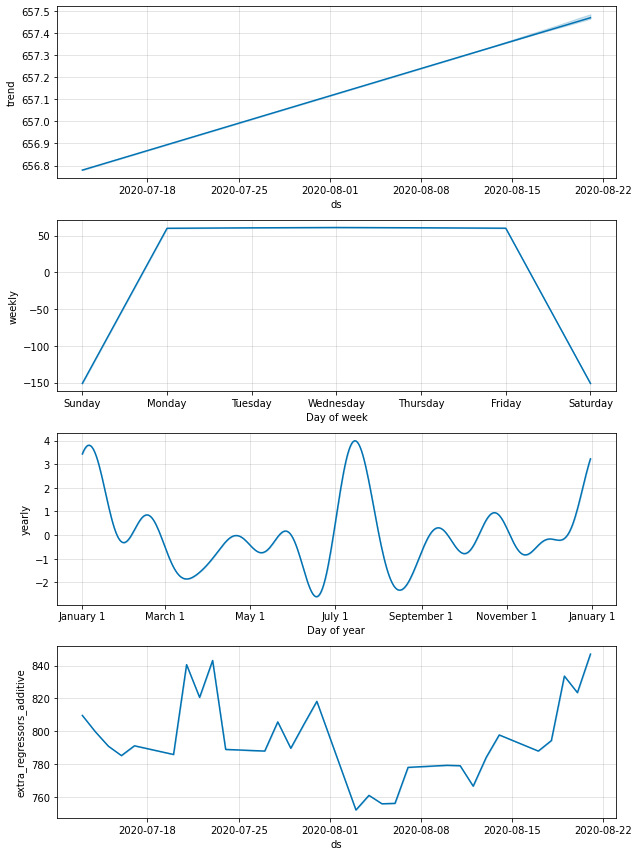 657.5
657.4
657.3
657.2
657.1
657.0
656.9
656.8
trend
2020-07-18 2020-07-25 2020-08-01 2020-08-08 2020-08-15 2020-08-22
ds
50
0
−50
−100
−150
weekly
Sunday Monday Tuesday Wednesday Thursday Friday Saturday
Day of week
4
3
2
1
0
−1
−2
yearly
January 1 March 1 May 1 July 1 September 1 November 1 January 1
Day of year
840
820
800
780
760
extra_regressors_additive
2020-07-18 2020-07-25 2020-08-01 2020-08-08 2020-08-15 2020-08-22
ds